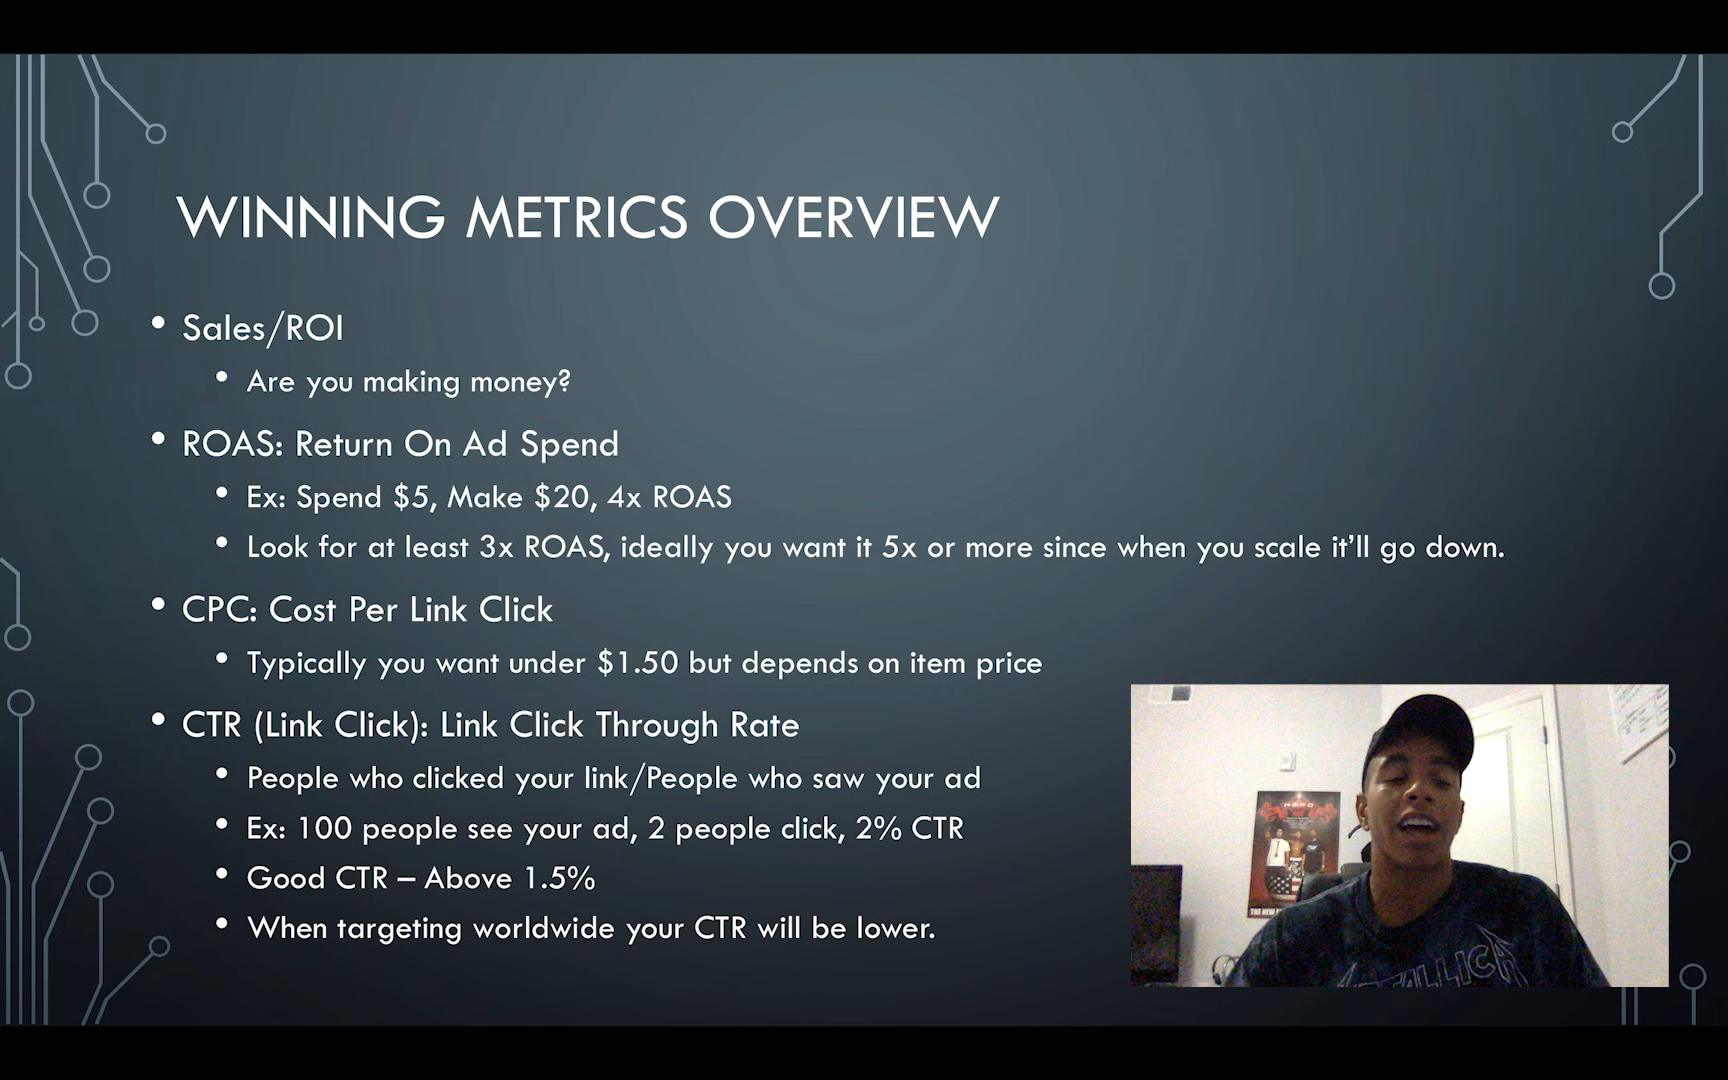 WINNING METRICS OVERVIEW
• Sales/ROI
• Are you making money?
• ROAS: Return On Ad Spend
• Ex: Spend $5, Make $20, 4x ROAS
• Look for at least 3x ROAS, ideally you want it 5x or more since when you scale it’ll go down.
• CPC: Cost Per Link Click
• Typically you want under $1.50 but depends on item price
• CTR (Link Click): Link Click Through Rate
• People who clicked your link/People who saw your ad
• Ex: 100 people see your ad, 2 people click, 2% CTR
• Good CTR – Above 1.5%
• When targeting worldwide your CTR will be lower.
THE NEW
METALLICA